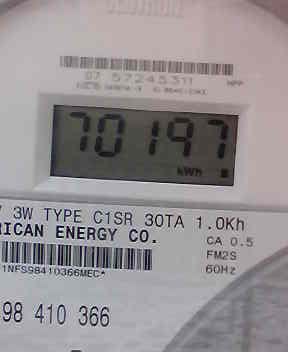 07 57245311
70197
kWh
3W TYPE C1SR 30TA 1.0Kh
RICAN ENERGY CO.
CA 0.5
FM2S
60Hz
1NFS98410366MEC*
98 410 366